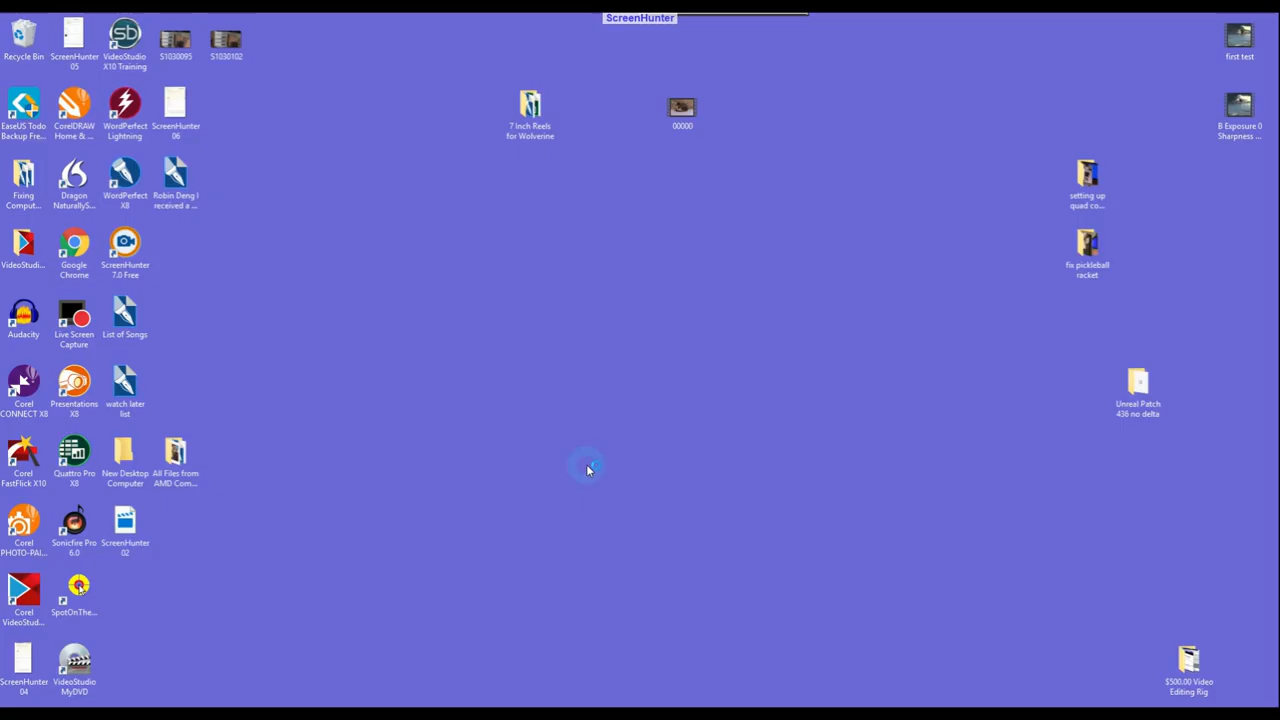 ScreenHunter
Recycle Bin
ScreenHunter
05
VideoStudio
X10 Training
S1030095
S1030102
first test
EaseUS Todo
Backup Fre...
CorelDRAW
Home & ...
WordPerfect
Lightning
ScreenHunter
06
7 Inch Reels
for Wolverine
00000
B Exposure 0
Sharpness ...
Fixing
Comput...
Dragon
NaturallyS...
WordPerfect
X8
Robin Deng I
received a ...
setting up
quad co...
VideoStudi...
Google
Chrome
ScreenHunter
7.0 Free
fix pickleball
racket
Audacity
Live Screen
Capture
List of Songs
Corel
CONNECT X8
Presentations
X8
watch later
list
Unreal Patch
436 no delta
Corel
FastFlick X10
Quattro Pro
X8
New Desktop
Computer
All Files from
AMD Com...
Corel
PHOTO-PAI...
Sonicfire Pro
6.0
ScreenHunter
02
Corel
VideoStud...
SpotOnThe...
ScreenHunter
04
VideoStudio
MyDVD
$500.00 Video
Editing Rig
sb